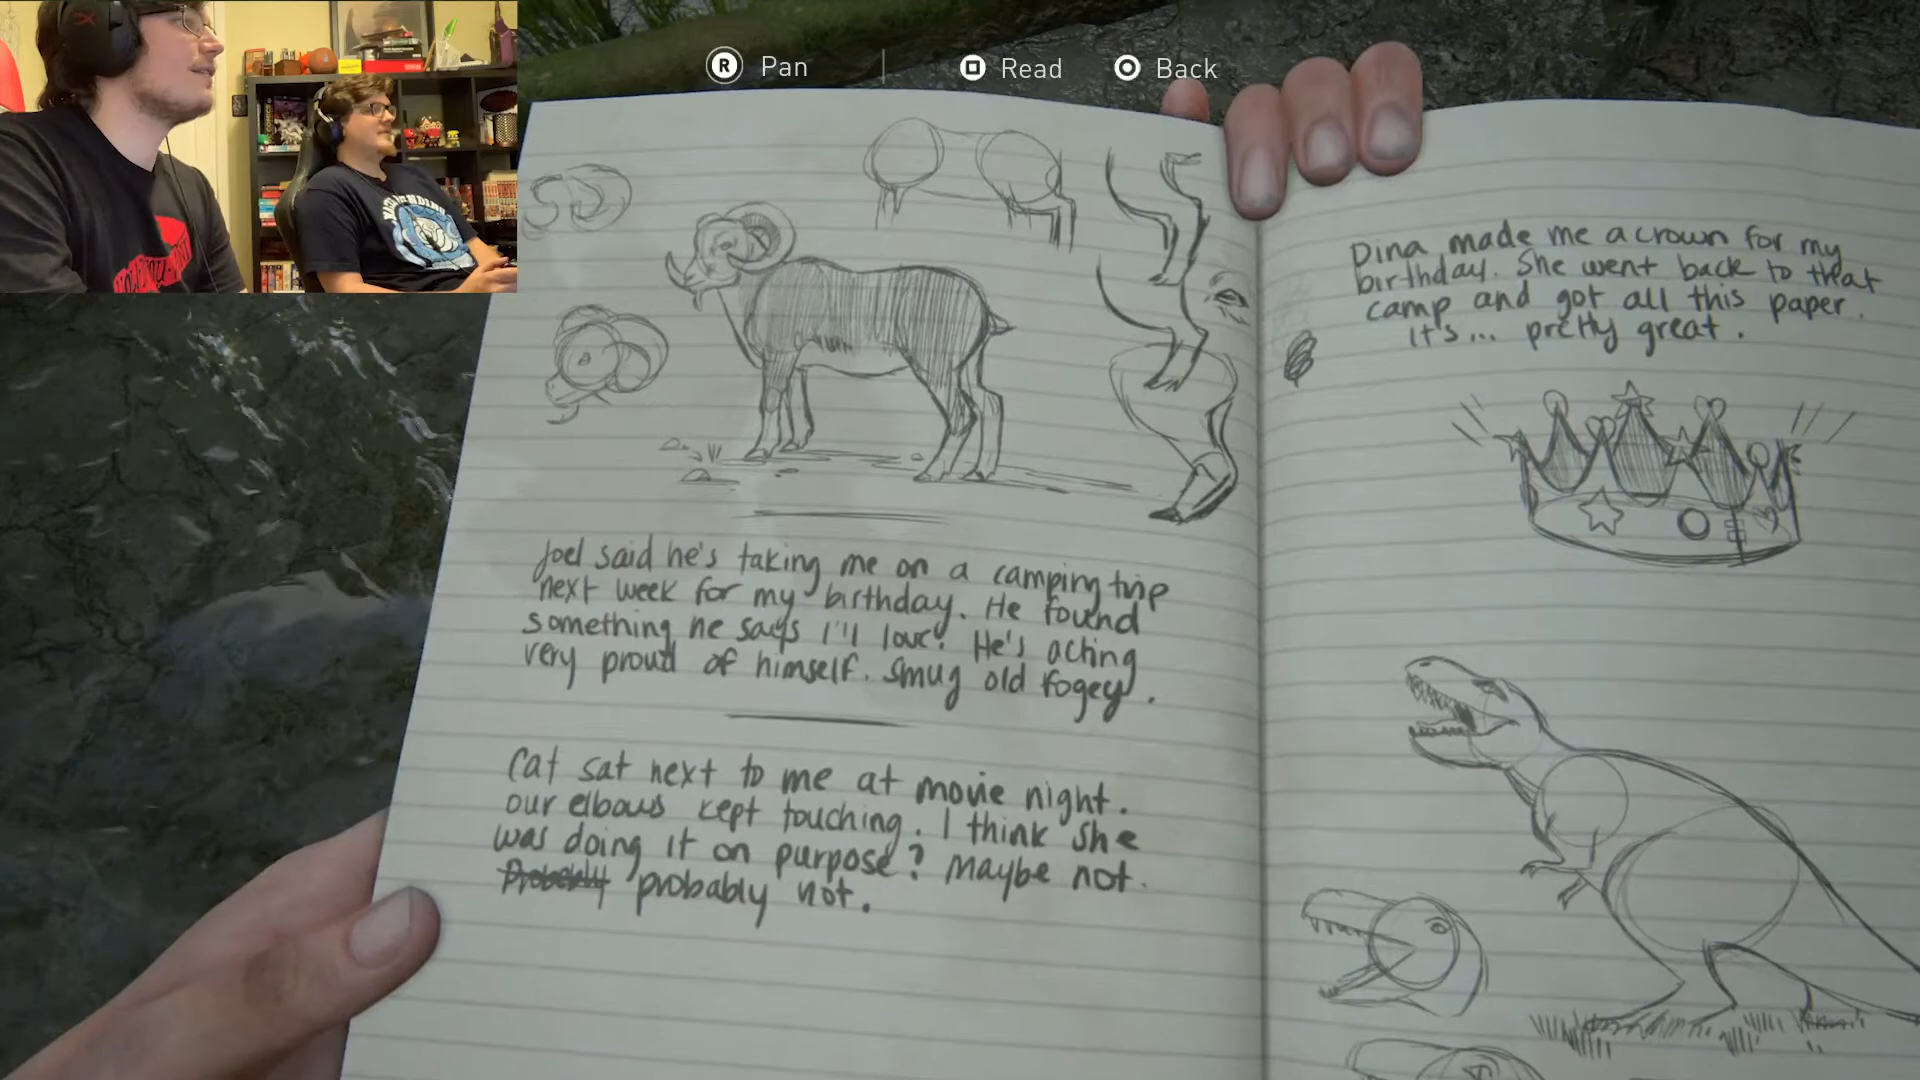 R Pan
Read
Back
Joel said he's taking me on a camping trip
next week for my birthday. He found
something he says I'll love. He's acting
very proud of himself. Smug old fogey.
Cat sat next to me at movie night.
our elbows kept touching. I think she
was doing it on purpose? Maybe not.
Probably probably not.
Dina made me a crown for my
birthday. She went back to that
camp and got all this paper.
It's... pretty great.